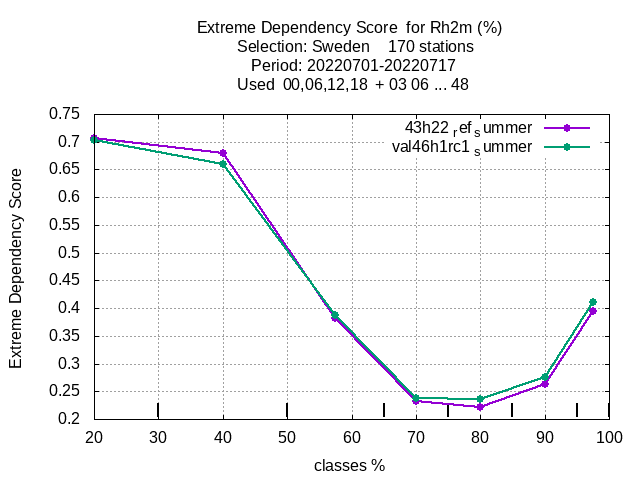 Extreme Dependency Score for Rh2m (%)
Selection: Sweden 170 stations
Period: 20220701-20220717
Used 00,06,12,18 + 03 06 ... 48
43h22 ref summer
val46h1rc1 summer
0.75
0.7
0.65
0.6
0.55
0.5
0.45
0.4
0.35
0.3
0.25
0.2
Extreme Dependency Score
20 30 40 50 60 70 80 90 100
classes %